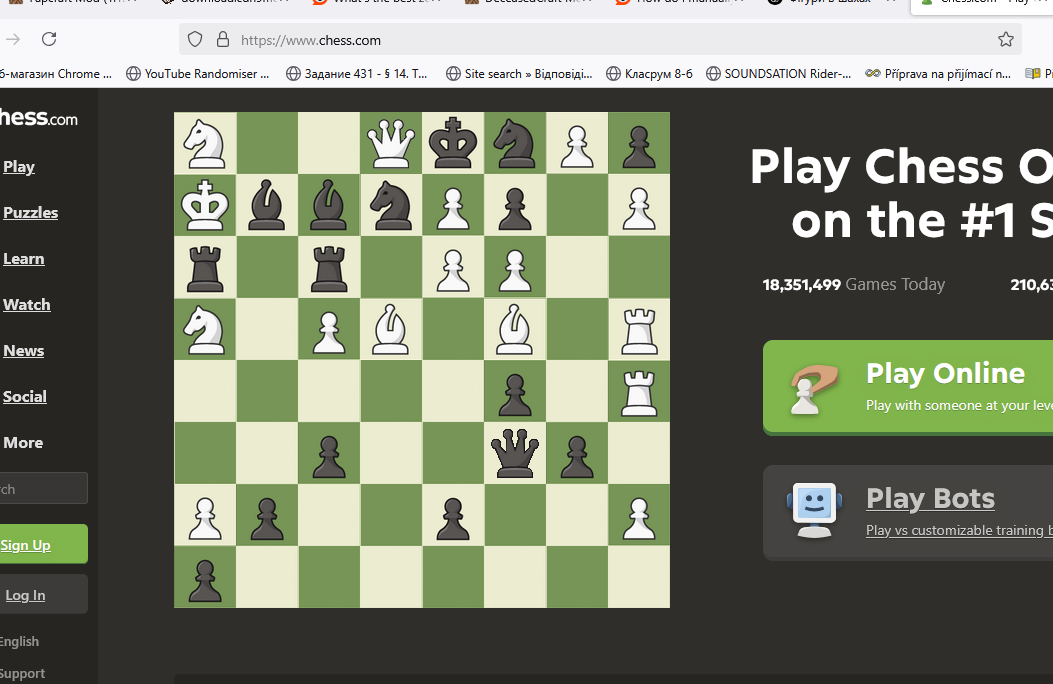 https://www.chess.com
б-магазин Chrome ...
YouTube Randomiser ...
Задание 431 - § 14. Т...
Site search » Відповіді...
Класрум 8-б
SOUNDSATION Rider-...
Příprava na přijímací n...
hess.com
Play
Puzzles
Learn
Watch
News
Social
More
rch
Sign Up
Log In
English
Support
Play Chess O
on the #1 S
18,351,499 Games Today
210,63
Play Online
Play with someone at your leve
Play Bots
Play vs customizable training b